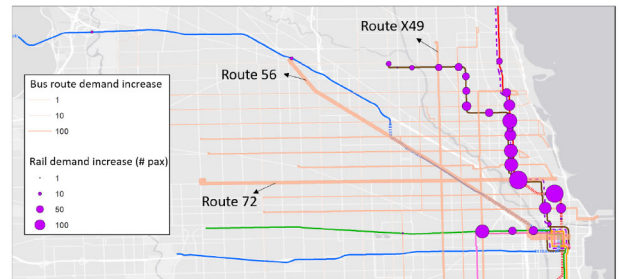 Route X49
Route 56
Bus route demand increase
1
10
100
Rail demand increase (# pax)
1
10
50
100
Route 72